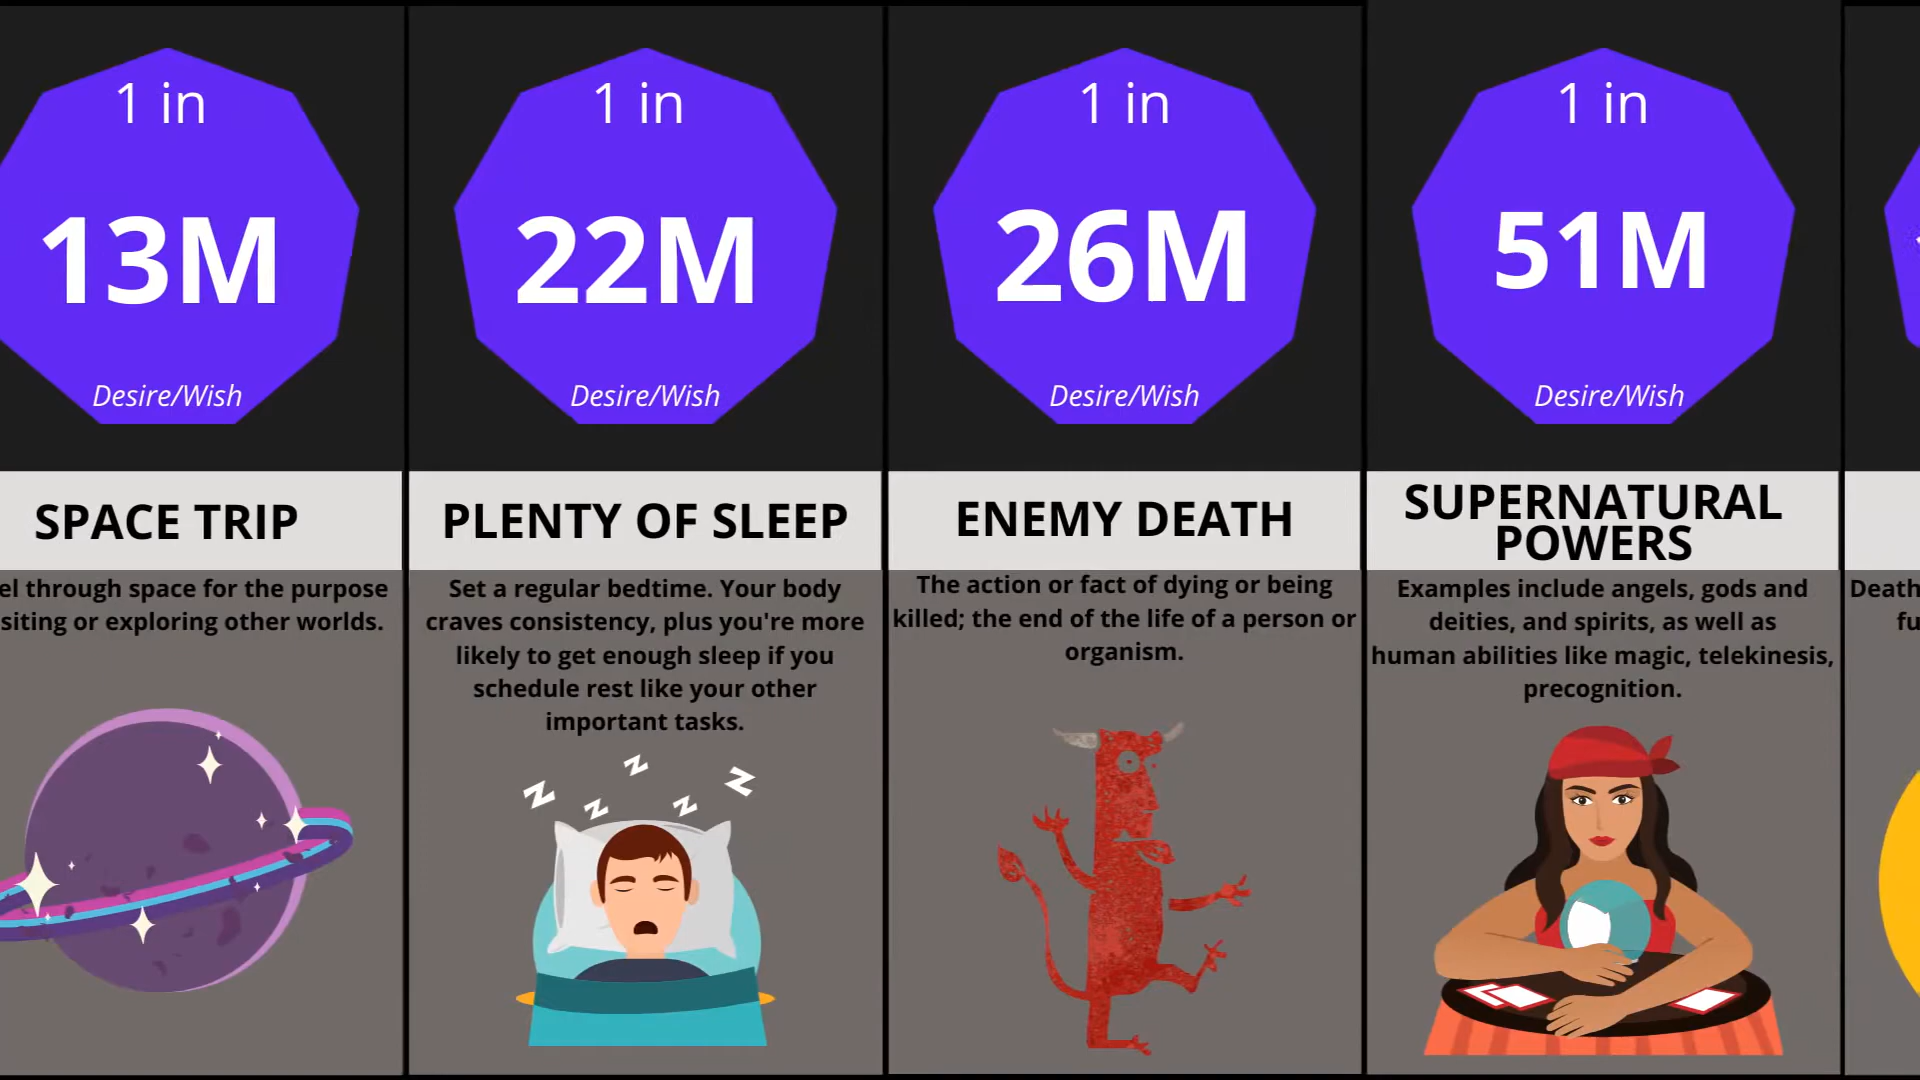 1 in
13M
Desire/Wish
SPACE TRIP
through space for the purpose
or exploring other worlds.
1 in
22M
Desire/Wish
PLENTY OF SLEEP
Set a regular bedtime. Your body
craves consistency, plus you're more
likely to get enough sleep if you
schedule rest like your other
important tasks.
1 in
26M
Desire/Wish
ENEMY DEATH
The action or fact of dying or being
killed; the end of the life of a person or
organism.
1 in
51M
Desire/Wish
SUPERNATURAL
POWERS
Examples include angels, gods and
deities, and spirits, as well as
human abilities like magic, telekinesis,
precognition.
Death